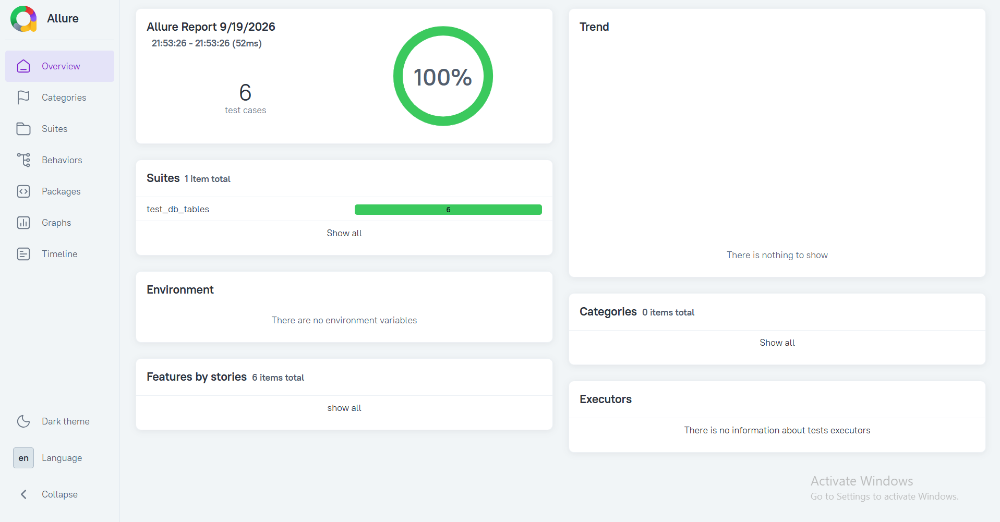 Allure
Overview
Categories
Suites
Behaviors
Packages
Graphs
Timeline
Dark theme
en Language
Collapse
Allure Report 9/19/2026
21:53:26 - 21:53:26 (52ms)
6
test cases
100%
Suites 1 item total
test_db_tables 6
Show all
Environment
There are no environment variables
Features by stories 6 items total
show all
Trend
There is nothing to show
Categories 0 items total
Show all
Executors
There is no information about tests executors
Activate Windows
Go to Settings to activate Windows.